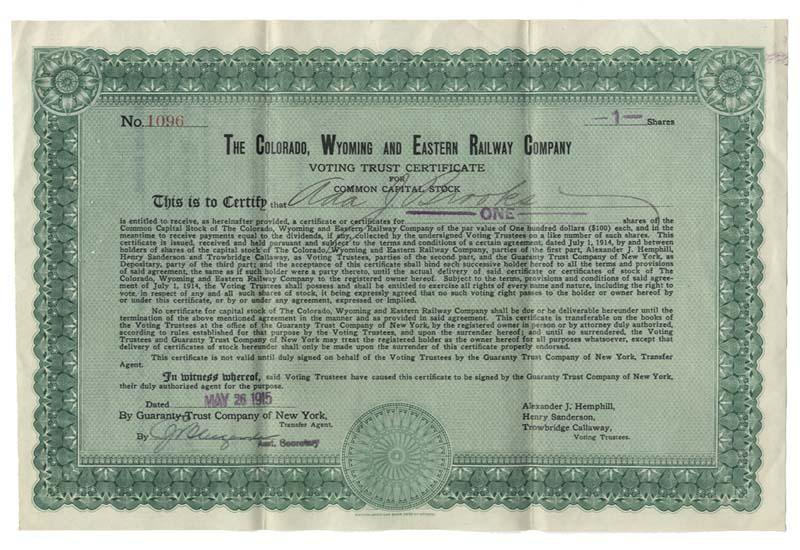 No. 1096
—1— Shares
THE COLORADO, WYOMING AND EASTERN RAILWAY COMPANY
VOTING TRUST CERTIFICATE
FOR
COMMON CAPITAL STOCK
This is to Certify that Ada J. Brooks
is entitled to receive, as hereinafter provided, a certificate or certificates for ONE shares of the
Common Capital Stock of The Colorado, Wyoming and Eastern Railway Company of the par value of One hundred dollars ($100) each, and in the
meantime to receive payments equal to the dividends, if any, collected by the undersigned Voting Trustees on a like number of such shares. This
certificate is issued, received and held pursuant and subject to the terms and conditions of a certain agreement, dated July 1, 1914, by and between
holders of shares of the capital stock of The Colorado, Wyoming and Eastern Railway Company, parties of the first part, Alexander J. Hemphill,
Henry Sanderson and Trowbridge Callaway, as Voting Trustees, parties of the second part, and the Guaranty Trust Company of New York, as
Depositary, party of the third part; and the acceptance of this certificate shall bind each successive holder hereof to all the terms and provisions
of said agreement, the same as if such holder were a party thereto, until the actual delivery of said certificate or certificates of stock of The
Colorado, Wyoming and Eastern Railway Company to the registered owner hereof. Subject to the terms, provisions and conditions of said agree-
ment of July 1, 1914, the Voting Trustees shall possess and shall be entitled to exercise all rights of every name and nature, including the right to
vote, in respect of any and all such shares of stock, it being expressly agreed that no such voting right passes to the holder or owner hereof by
or under this certificate, or by or under any agreement, expressed or implied.
No certificate for capital stock of The Colorado, Wyoming and Eastern Railway Company shall be due or be deliverable hereunder until the
termination of the above mentioned agreement in the manner and as provided in said agreement. This certificate is transferable on the books of
the Voting Trustees at the office of the Guaranty Trust Company of New York, by the registered owner in person or by attorney duly authorized,
according to rules established for that purpose by the Voting Trustees, and upon the surrender hereof; and until so surrendered, the Voting
Trustees and Guaranty Trust Company of New York may treat the registered holder as the owner hereof for all purposes whatsoever, except that
delivery of certificates of stock hereunder shall only be made upon the surrender of this certificate properly endorsed.
This certificate is not valid until duly signed on behalf of the Voting Trustees by the Guaranty Trust Company of New York, Transfer
Agent.
In witness whereof, said Voting Trustees have caused this certificate to be signed by the Guaranty Trust Company of New York,
their duly authorized agent for the purpose.
Dated MAY 26 1915
By Guaranty Trust Company of New York,
Transfer Agent.
By
Asst. Secretary
Alexander J. Hemphill,
Henry Sanderson,
Trowbridge Callaway,
Voting Trustees.